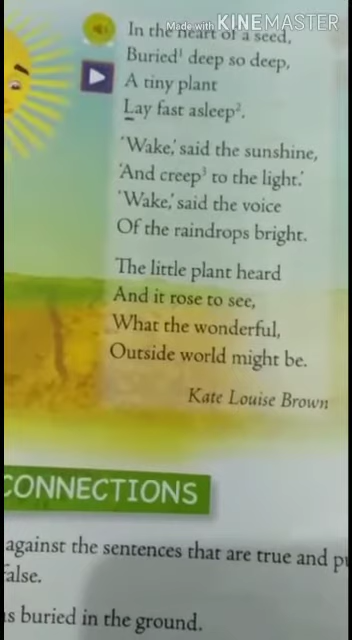 Made with KINEMASTER
In the heart of a seed,
Buried¹ deep so deep,
A tiny plant
Lay fast asleep².
'Wake,' said the sunshine,
'And creep³ to the light.'
'Wake,' said the voice
Of the raindrops bright.
The little plant heard
And it rose to see,
What the wonderful,
Outside world might be.
Kate Louise Brown
CONNECTIONS
against the sentences that are true and
false.
buried in the ground.